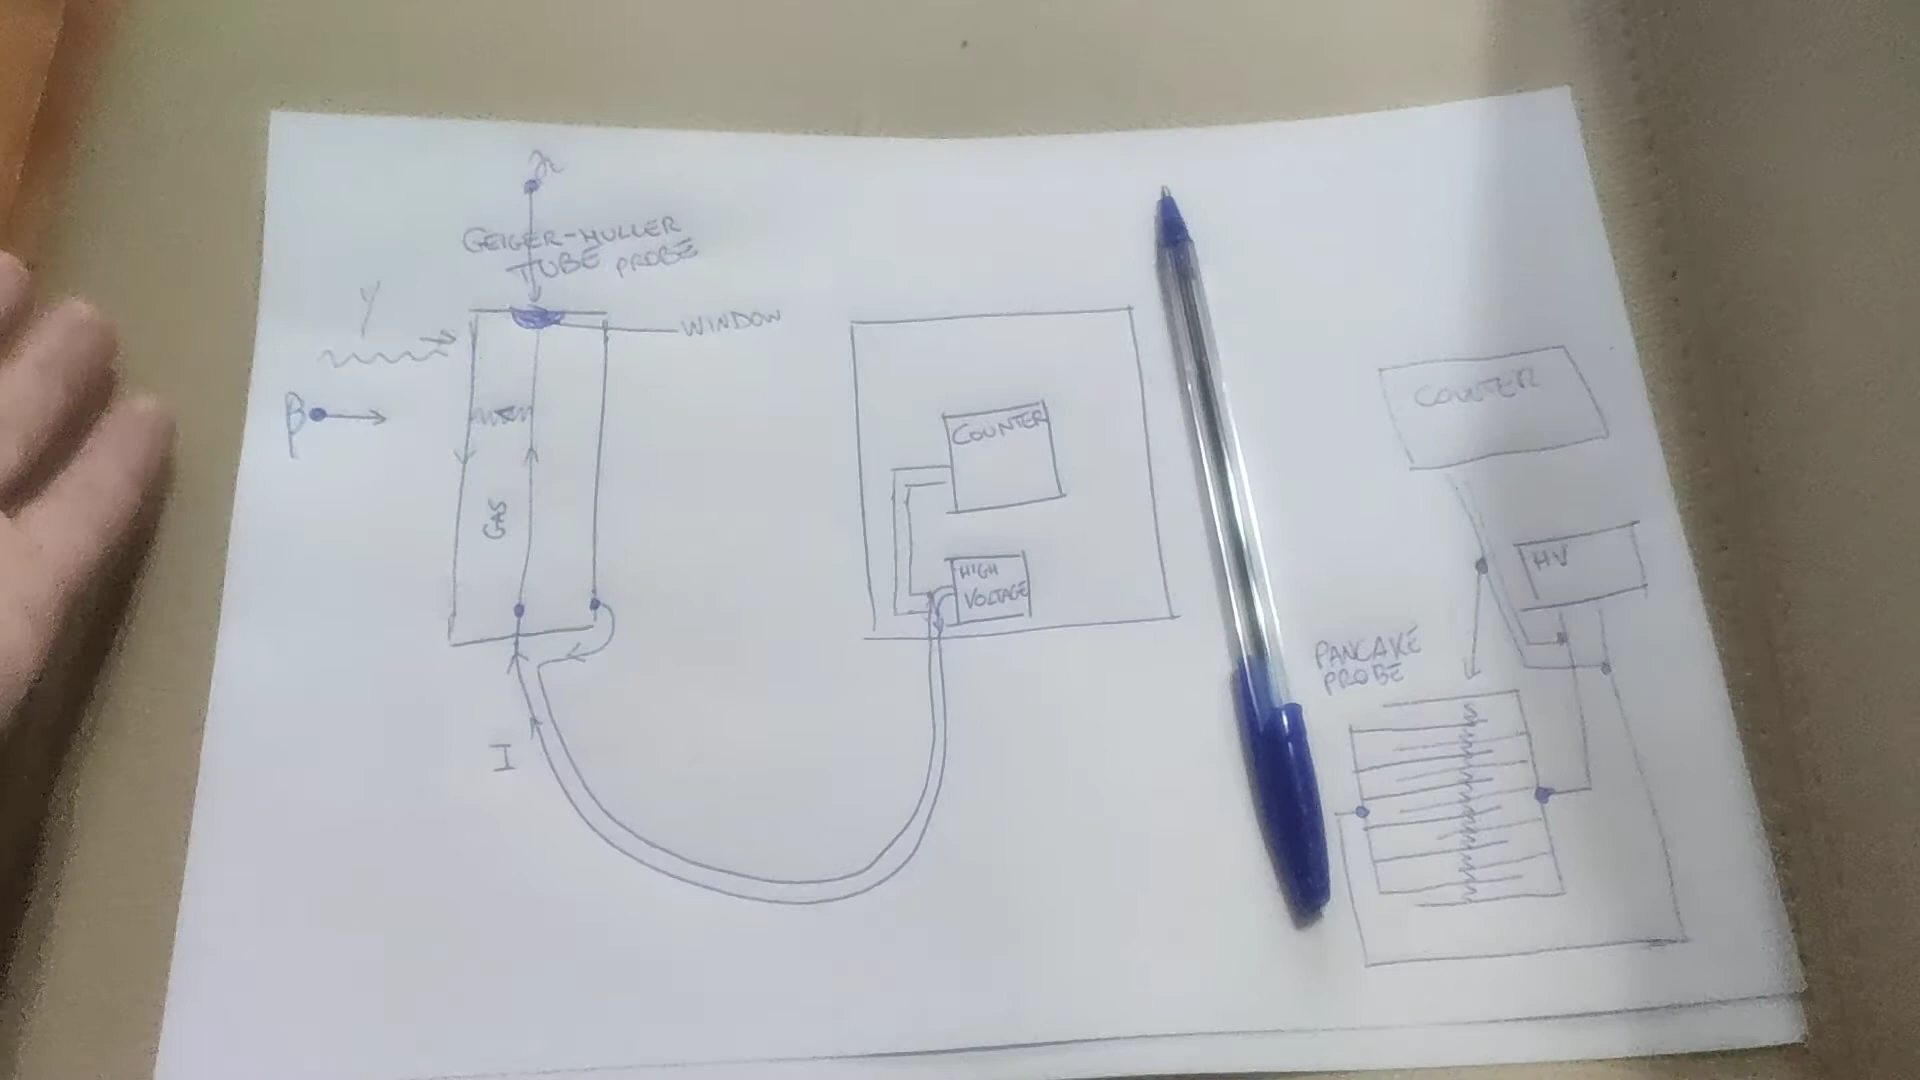 α
GEIGER-MULLER
TUBE PROBE
γ
WINDOW
β
GAS
I
COUNTER
HIGH
VOLTAGE
COUNTER
HV
PANCAKE
PROBE